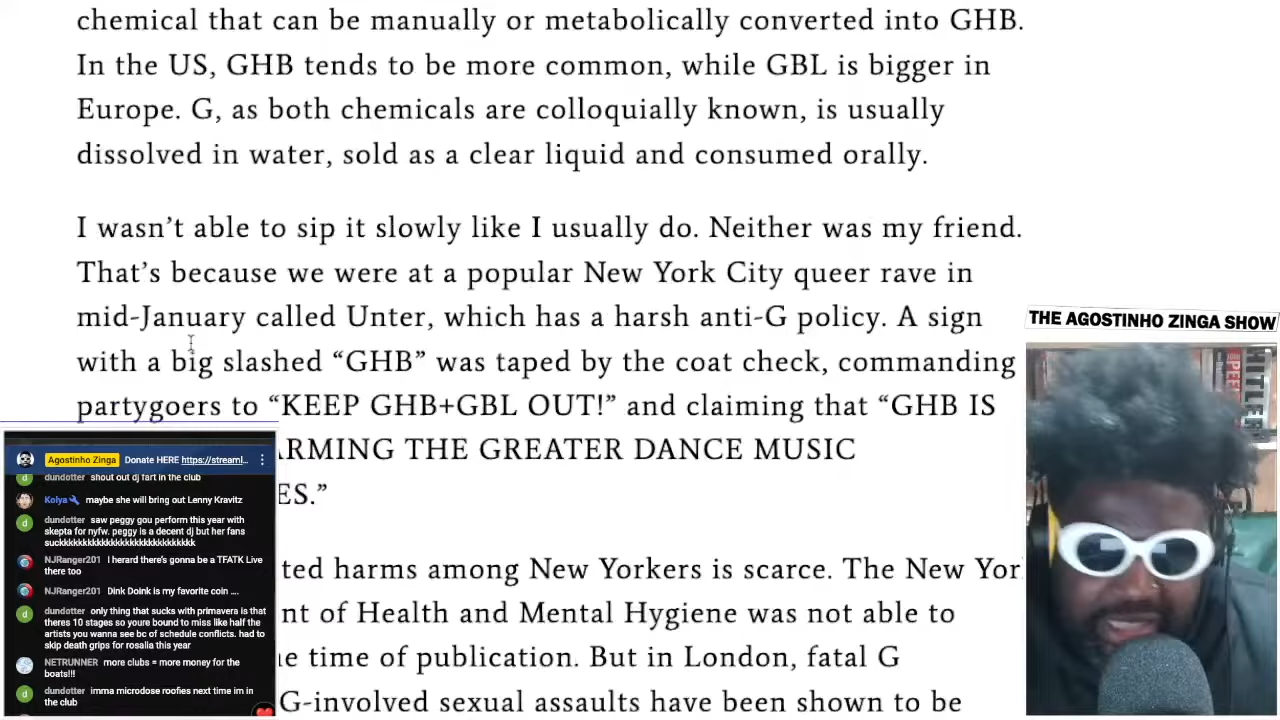 chemical that can be manually or metabolically converted into GHB.
In the US, GHB tends to be more common, while GBL is bigger in
Europe. G, as both chemicals are colloquially known, is usually
dissolved in water, sold as a clear liquid and consumed orally.
I wasn’t able to sip it slowly like I usually do. Neither was my friend.
That’s because we were at a popular New York City queer rave in
mid-January called Unter, which has a harsh anti-G policy. A sign
with a big slashed “GHB” was taped by the coat check, commanding
partygoers to “KEEP GHB+GBL OUT!” and claiming that “GHB IS
ARMING THE GREATER DANCE MUSIC
ES.”
ted harms among New Yorkers is scarce. The New Yor
nt of Health and Mental Hygiene was not able to
e time of publication. But in London, fatal G
G-involved sexual assaults have been shown to be
THE AGOSTINHO ZINGA SHOW
Agostinho Zinga Donate HERE https://streaml...
dundotter shout out dj fart in the club
Kolya maybe she will bring out Lenny Kravitz
dundotter saw peggy gou perform this year with
skepta for nyfw. peggy is a decent dj but her fans
suckkkkkkkkkkkkkkkkkkkkkkkkkkk
NJRanger201 I herard there’s gonna be a TFATK Live
there too
NJRanger201 Dink Doink is my favorite coin ....
dundotter only thing that sucks with primavera is that
theres 10 stages so youre bound to miss like half the
artists you wanna see bc of schedule conflicts. had to
skip death grips for rosalia this year
NETRUNNER more clubs = more money for the
boats!!!
dundotter imma microdose roofies next time im in
the club
HITLER